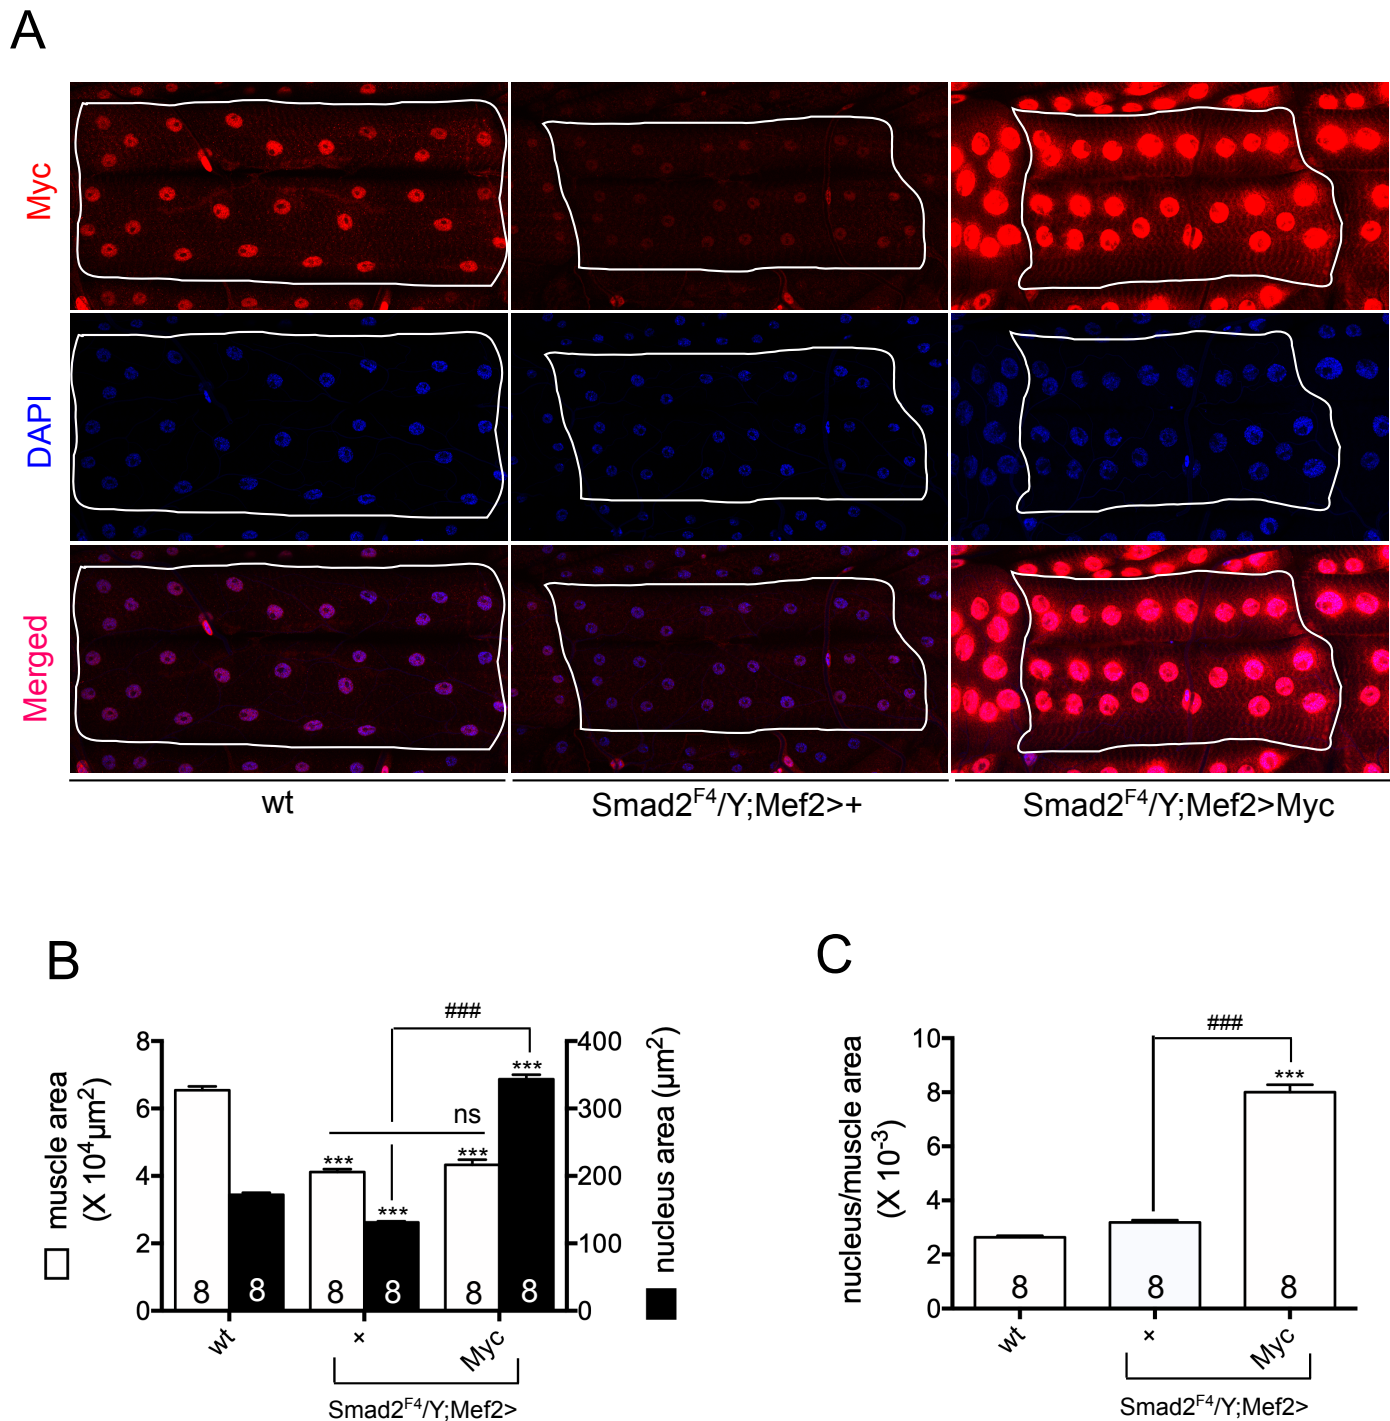 A
Myc
DAPI
Merged
wt
Smad2F4/Y;Mef2>+
Smad2F4/Y;Mef2>Myc
B
muscle area
(X 10⁴μm²)
8
6
4
2
0
400
300
200
100
0
nucleus area (μm²)
###
ns
***
***
***
***
8
8
8
8
8
8
wt
+
Myc
Smad2F4/Y;Mef2>
C
nucleus/muscle area
(X 10⁻³)
10
8
6
4
2
0
###
***
8
8
8
wt
+
Myc
Smad2F4/Y;Mef2>